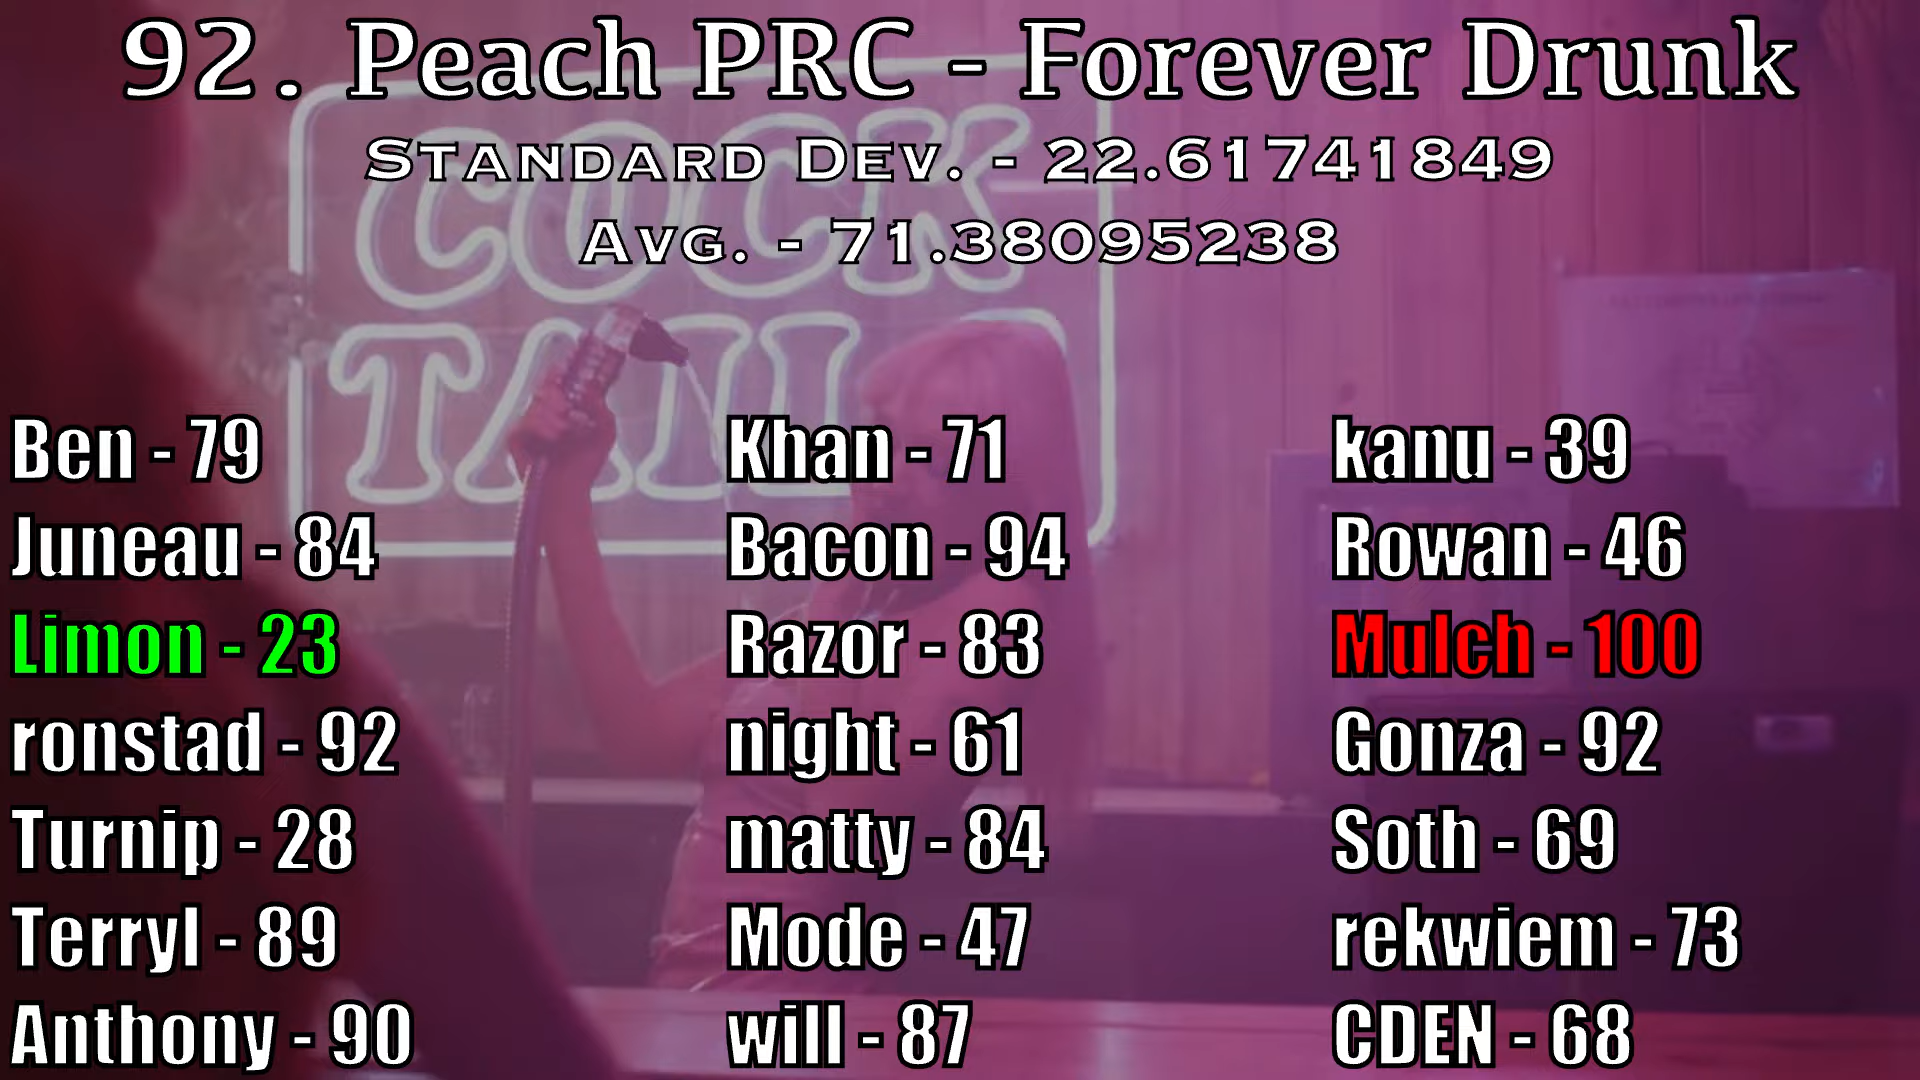 92. Peach PRC - Forever Drunk
Standard Dev. - 22.61741849
Avg. - 71.38095238
COCK
TAIL
Ben - 79
Juneau - 84
Limon - 23
ronstad - 92
Turnip - 28
Terryl - 89
Anthony - 90
Khan - 71
Bacon - 94
Razor - 83
night - 61
matty - 84
Mode - 47
will - 87
kanu - 39
Rowan - 46
Mulch - 100
Gonza - 92
Soth - 69
rekwiem - 73
CDEN - 68